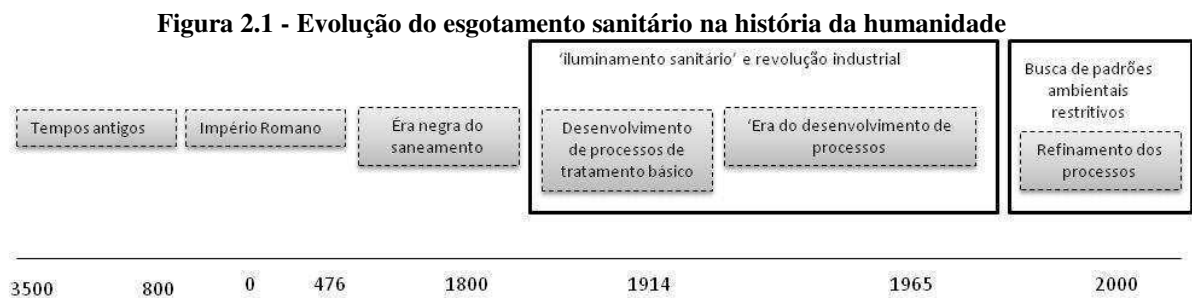 Figura 2.1 - Evolução do esgotamento sanitário na história da humanidade
'iluminamento sanitário' e revolução industrial
Busca de padrões
ambientais
restritivos
Tempos antigos
Império Romano
Éra negra do
saneamento
Desenvolvimento
de processos de
tratamento básico
'Era do desenvolvimento de
processos
Refinamento dos
processos
3500 800 0 476 1800 1914 1965 2000